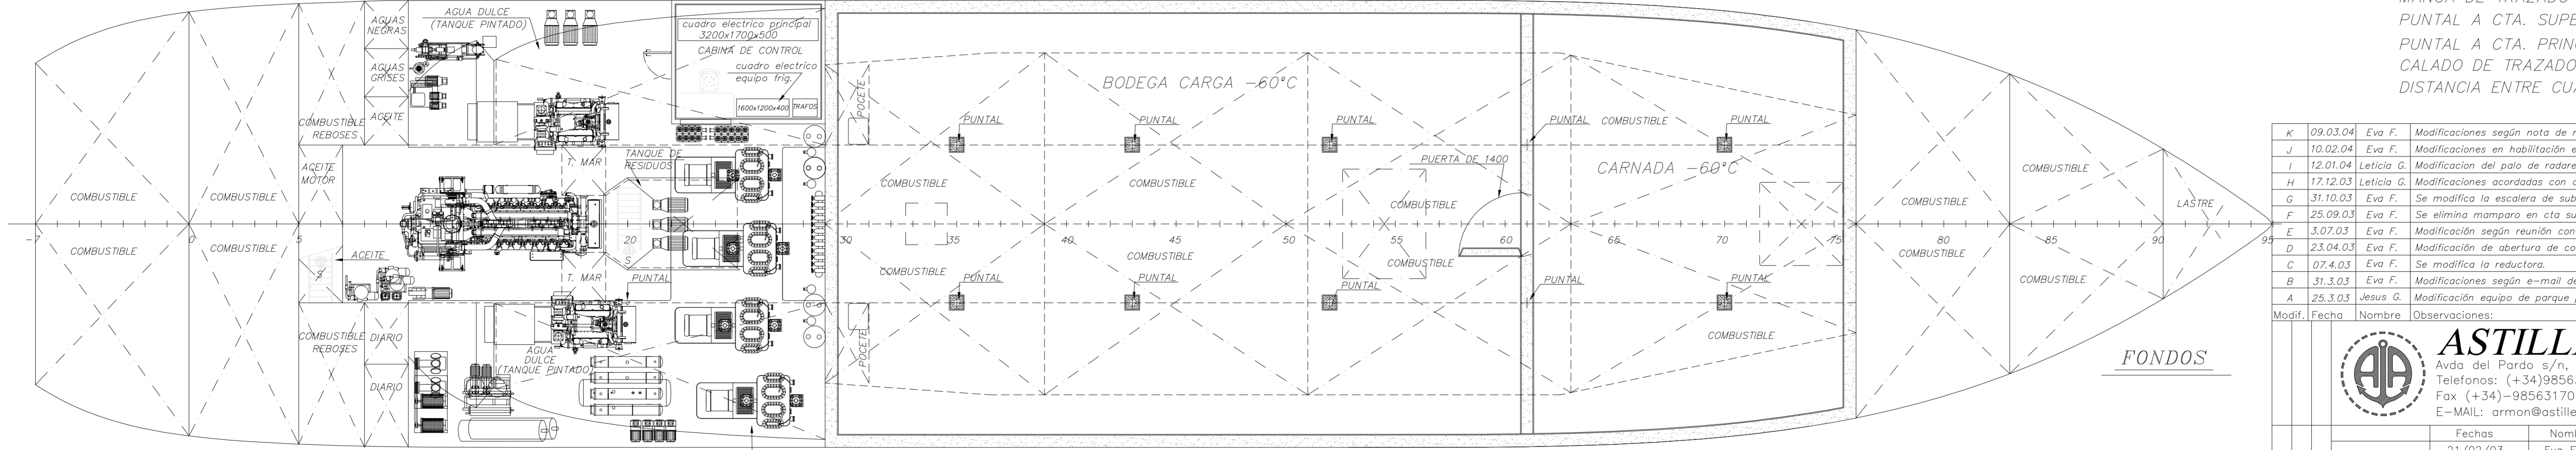 AGUAS
NEGRAS
AGUA DULCE
(TANQUE PINTADO)
cuadro electrico principal
3200x1700x500
CABINA DE CONTROL
cuadro electrico
equipo frig.
1600x1200x400
TRAFOS
AGUAS
GRISES
ACEITE
COMBUSTIBLE
REBOSES
ACEITE
MOTOR
T. MAR
TANQUE DE
RESIDUOS
POCETE
BODEGA CARGA -60°C
PUNTAL
PUNTAL
PUNTAL
PUNTAL
COMBUSTIBLE
PUNTAL
PUERTA DE 1400
CARNADA -60°C
COMBUSTIBLE
COMBUSTIBLE
COMBUSTIBLE
COMBUSTIBLE
COMBUSTIBLE
COMBUSTIBLE
COMBUSTIBLE
LASTRE
-7
0
5
20
30
35
40
45
50
55
60
65
70
75
80
85
90
95
COMBUSTIBLE
COMBUSTIBLE
ACEITE
S
S
T. MAR
PUNTAL
COMBUSTIBLE
COMBUSTIBLE
COMBUSTIBLE
COMBUSTIBLE
COMBUSTIBLE
PUNTAL
PUNTAL
PUNTAL
PUNTAL
PUNTAL
COMBUSTIBLE
COMBUSTIBLE
REBOSES
DIARIO
DIARIO
AGUA
DULCE
(TANQUE PINTADO)
POCETE
FONDOS
PUNTAL A CTA. SUPE
PUNTAL A CTA. PRIN
CALADO DE TRAZADO
DISTANCIA ENTRE CUA
K 09.03.04 Eva F. Modificaciones según nota de r
J 10.02.04 Eva F. Modificaciones en habilitación e
I 12.01.04 Leticia G. Modificacion del palo de radare
H 17.12.03 Leticia G. Modificaciones acordadas con
G 31.10.03 Eva F. Se modifica la escalera de sub
F 25.09.03 Eva F. Se elimina mamparo en cta su
E 3.07.03 Eva F. Modificación según reunión con
D 23.04.03 Eva F. Modificación de abertura de co
C 07.4.03 Eva F. Se modifica la reductora.
B 31.3.03 Eva F. Modificaciones según e-mail de
A 25.3.03 Jesus G. Modificación equipo de parque
Modif. Fecha Nombre Observaciones:
ASTILL
Avda del Pardo s/n,
Telefonos: (+34)9856
Fax (+34)-98563170
E-MAIL: armon@astille
Fechas Nomb
21/02/03 Eva F